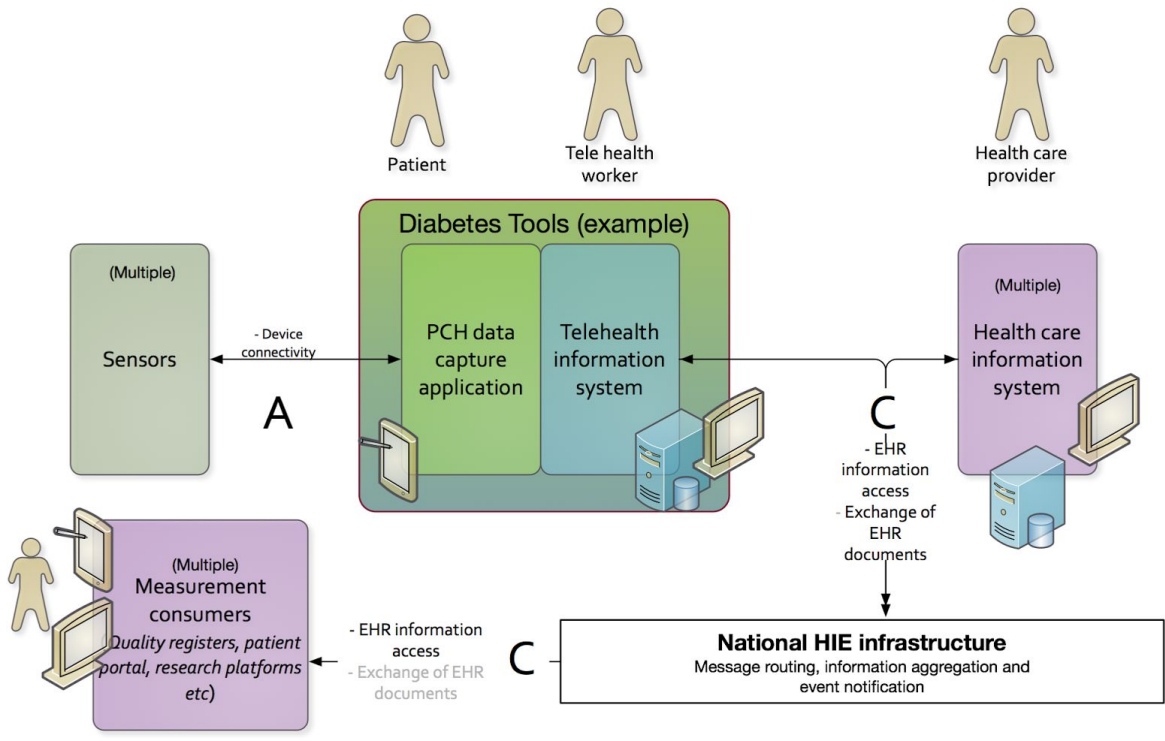 Patient
Tele health
worker
Health care
provider
Diabetes Tools (example)
(Multiple)
Sensors
- Device
connectivity
A
PCH data
capture
application
Telehealth
information
system
(Multiple)
Health care
information
system
C
- EHR
information
access
- Exchange of
EHR
documents
(Multiple)
Measurement
consumers
(Quality registers, patient
portal, research platforms
etc)
- EHR information
access
- Exchange of EHR
documents
C
National HIE infrastructure
Message routing, information aggregation and
event notification